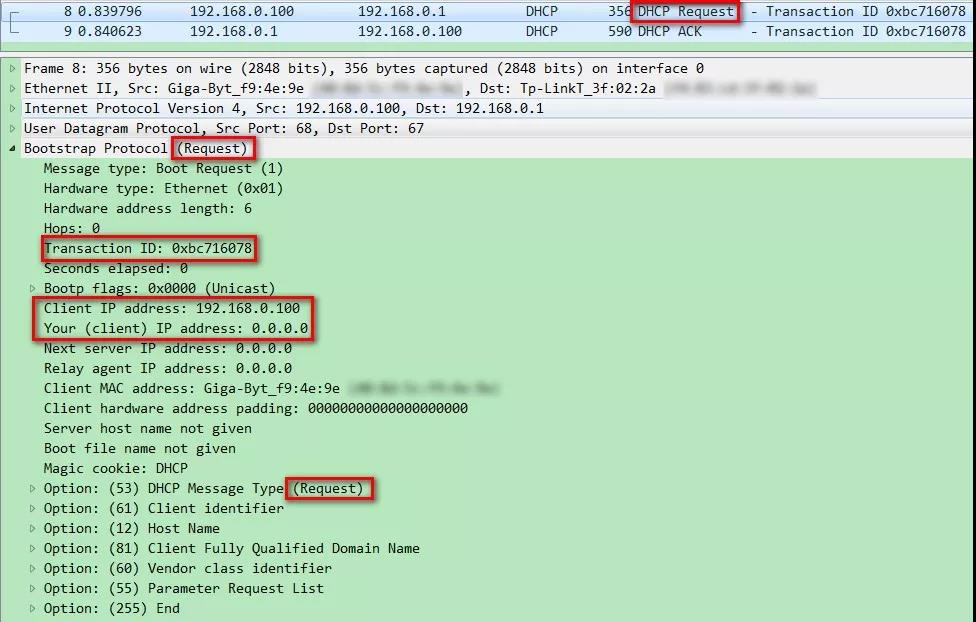 8 0.839796 192.168.0.100 192.168.0.1 DHCP 356 DHCP Request - Transaction ID 0xbc716078
9 0.840623 192.168.0.1 192.168.0.100 DHCP 590 DHCP ACK - Transaction ID 0xbc716078
Frame 8: 356 bytes on wire (2848 bits), 356 bytes captured (2848 bits) on interface 0
Ethernet II, Src: Giga-Byt_f9:4e:9e , Dst: Tp-LinkT_3f:02:2a
Internet Protocol Version 4, Src: 192.168.0.100, Dst: 192.168.0.1
User Datagram Protocol, Src Port: 68, Dst Port: 67
Bootstrap Protocol (Request)
Message type: Boot Request (1)
Hardware type: Ethernet (0x01)
Hardware address length: 6
Hops: 0
Transaction ID: 0xbc716078
Seconds elapsed: 0
Bootp flags: 0x0000 (Unicast)
Client IP address: 192.168.0.100
Your (client) IP address: 0.0.0.0
Next server IP address: 0.0.0.0
Relay agent IP address: 0.0.0.0
Client MAC address: Giga-Byt_f9:4e:9e
Client hardware address padding: 00000000000000000000
Server host name not given
Boot file name not given
Magic cookie: DHCP
Option: (53) DHCP Message Type (Request)
Option: (61) Client identifier
Option: (12) Host Name
Option: (81) Client Fully Qualified Domain Name
Option: (60) Vendor class identifier
Option: (55) Parameter Request List
Option: (255) End